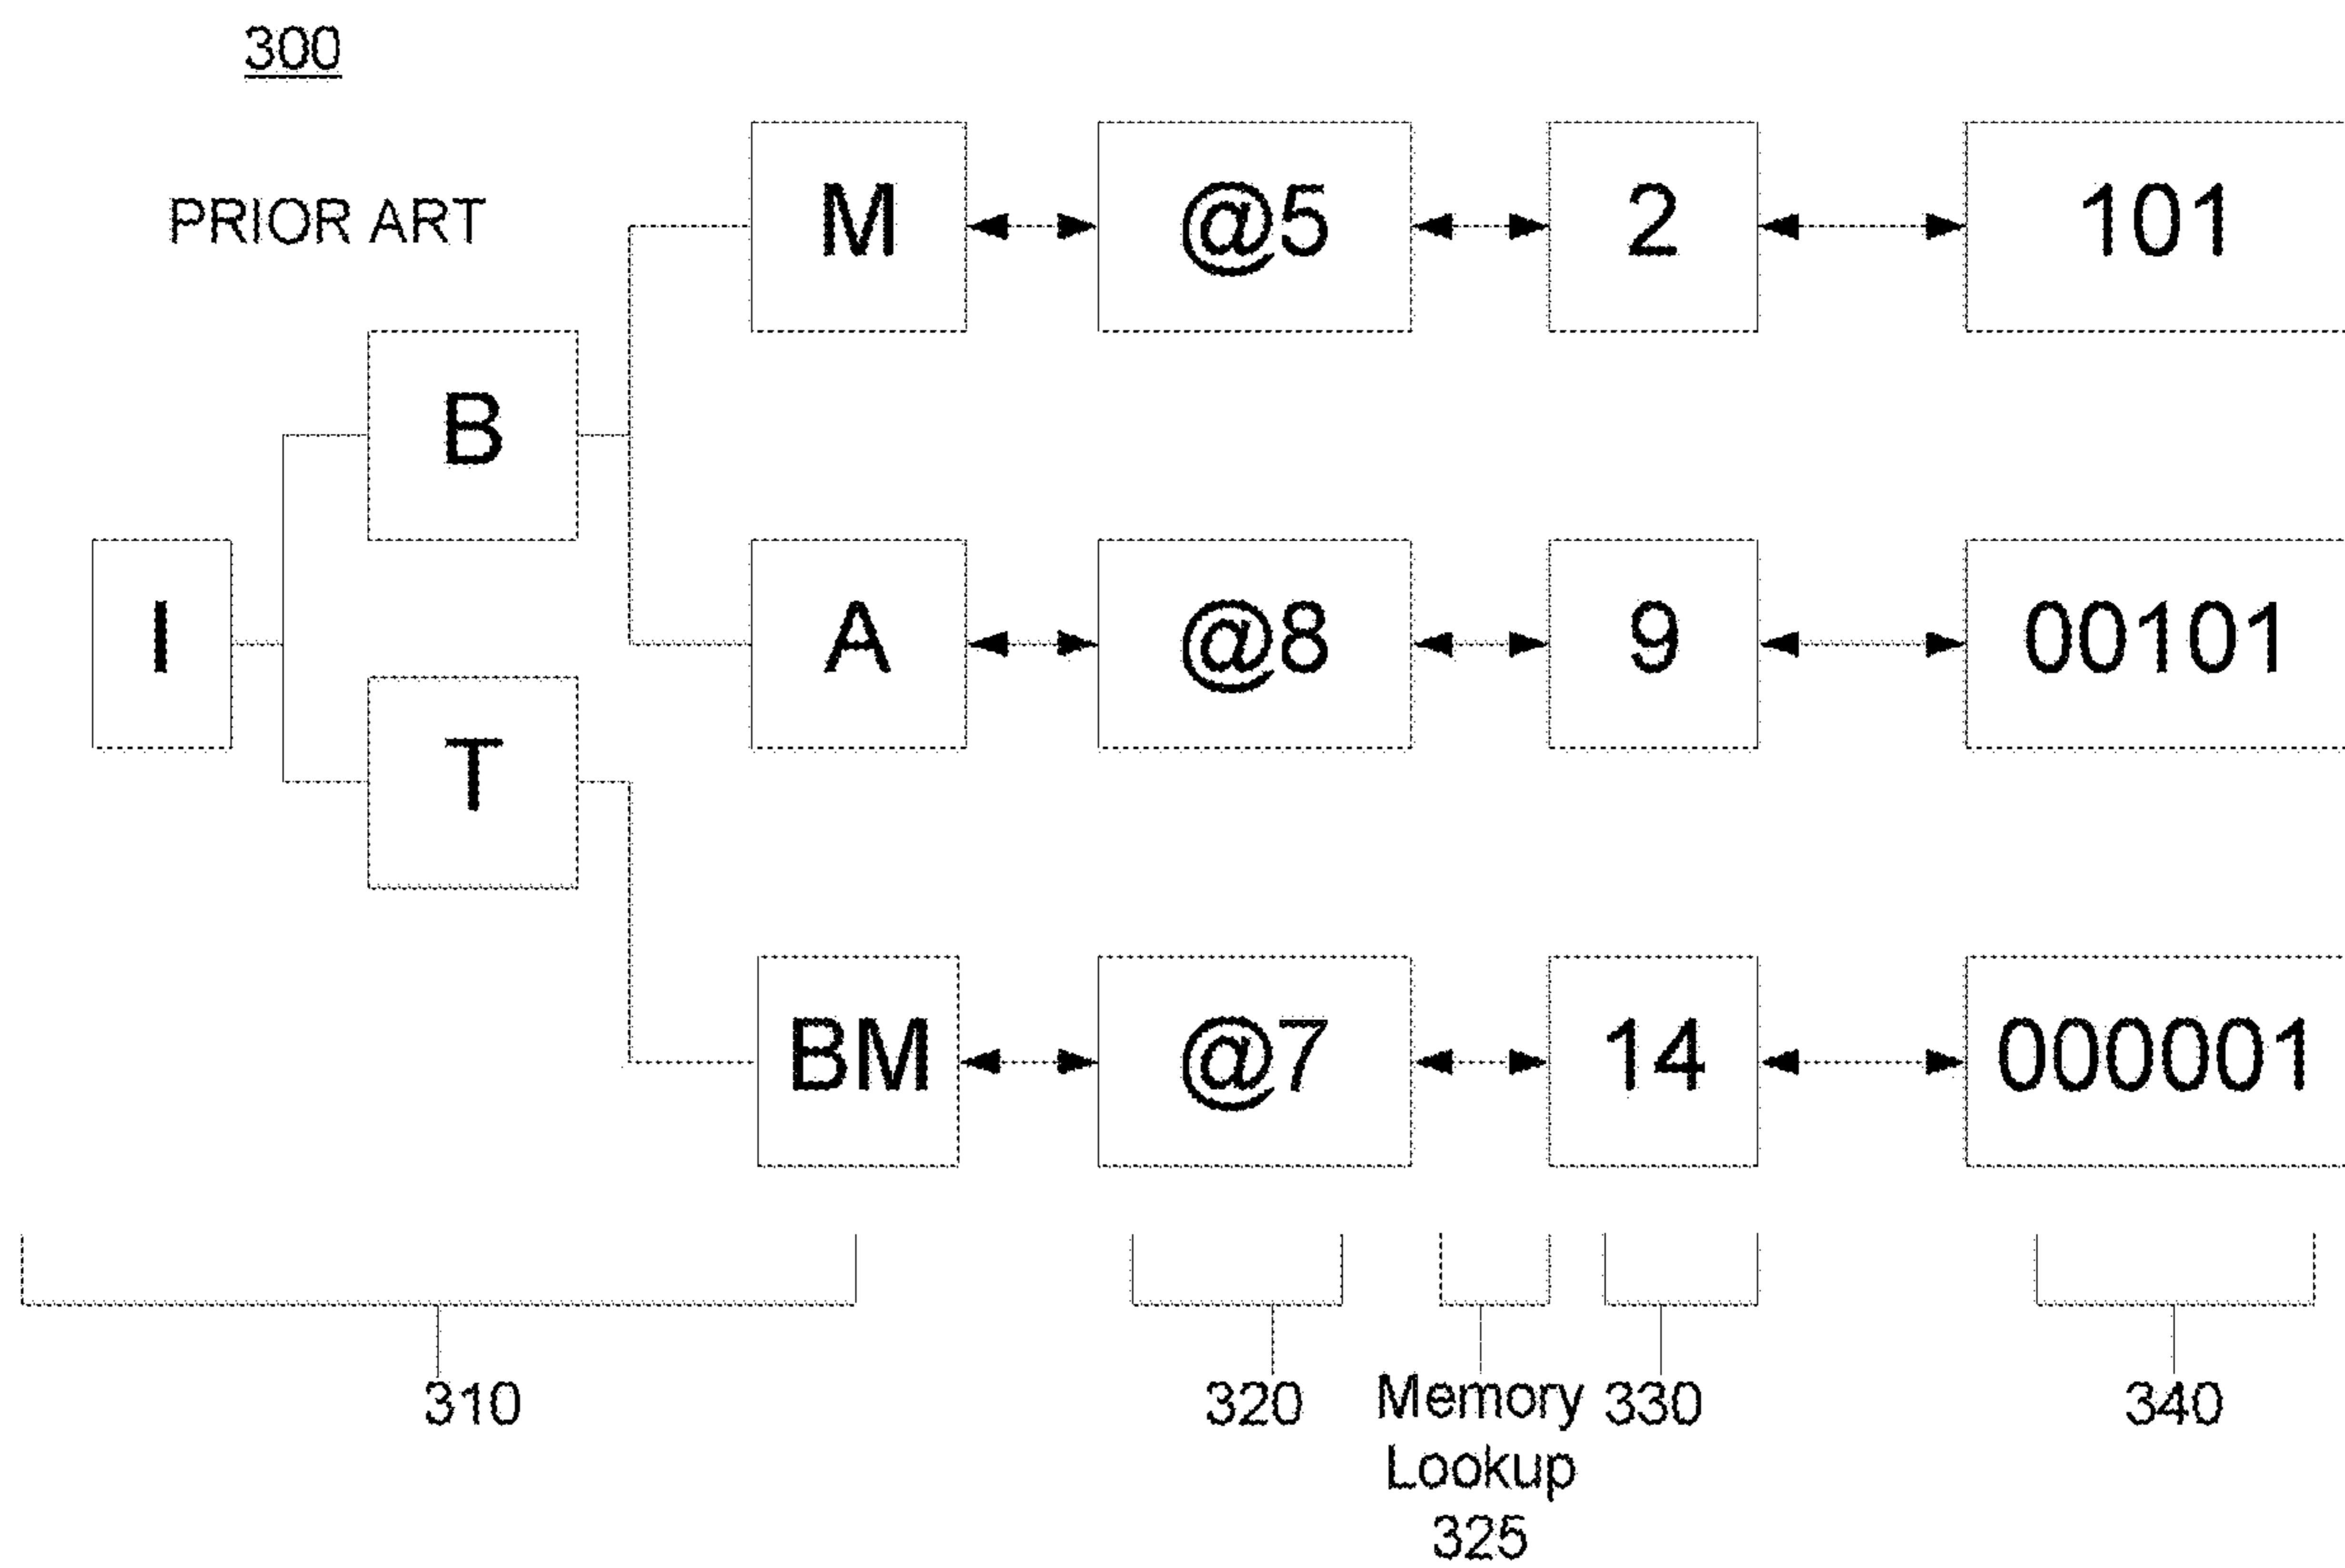 300
PRIOR ART
M @5 2 101
B
I A @8 9 00101
T
BM @7 14 000001
310 320 Memory 330 340
Lookup
325